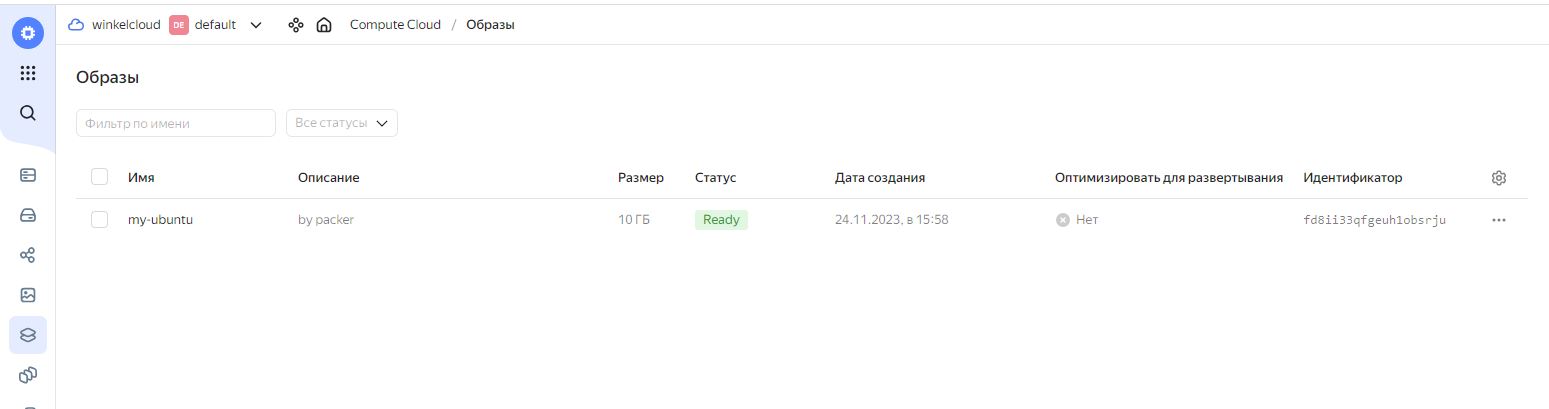 winkelcloud DE default Compute Cloud / Образы
Образы
Фильтр по имени Все статусы
Имя Описание Размер Статус Дата создания Оптимизировать для развертывания Идентификатор
my-ubuntu by packer 10 ГБ Ready 24.11.2023, в 15:58 Нет fd8ii33qfgeuh1obsrju